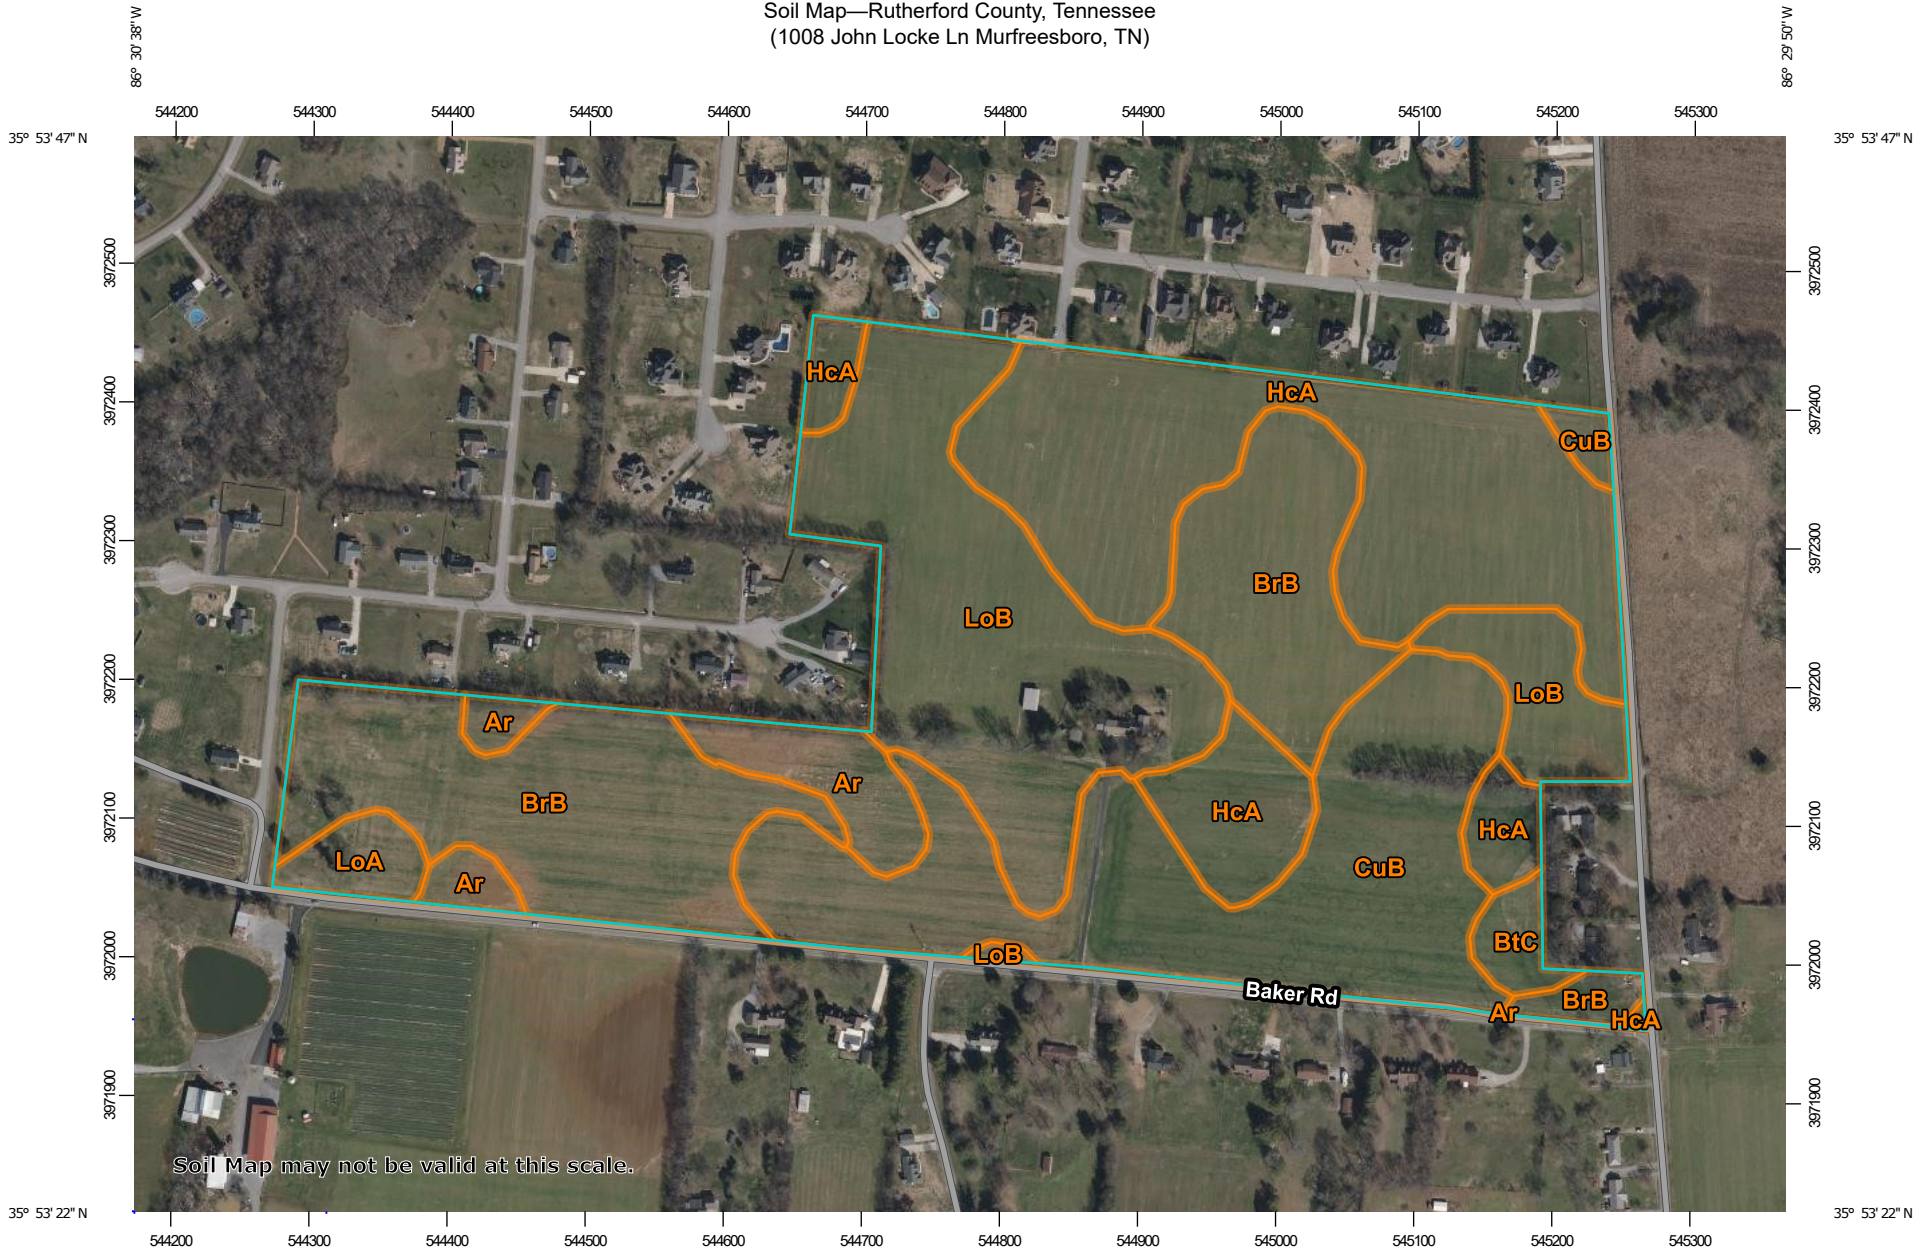 Soil Map—Rutherford County, Tennessee
(1008 John Locke Ln Murfreesboro, TN)
86° 30' 38" W
86° 29' 50" W
544200 544300 544400 544500 544600 544700 544800 544900 545000 545100 545200 545300
35° 53' 47" N
35° 53' 47" N
3972500
3972500
HcA
HcA
3972400
3972400
CuB
3972300
3972300
BrB
LoB
3972200
3972200
LoB
Ar
Ar
BrB
HcA
3972100
3972100
HcA
LoA
CuB
Ar
BtC
LoB
3972000
3972000
Baker Rd
BrB
Ar
HcA
3971900
3971900
Soil Map may not be valid at this scale.
35° 53' 22" N
35° 53' 22" N
544200 544300 544400 544500 544600 544700 544800 544900 545000 545100 545200 545300